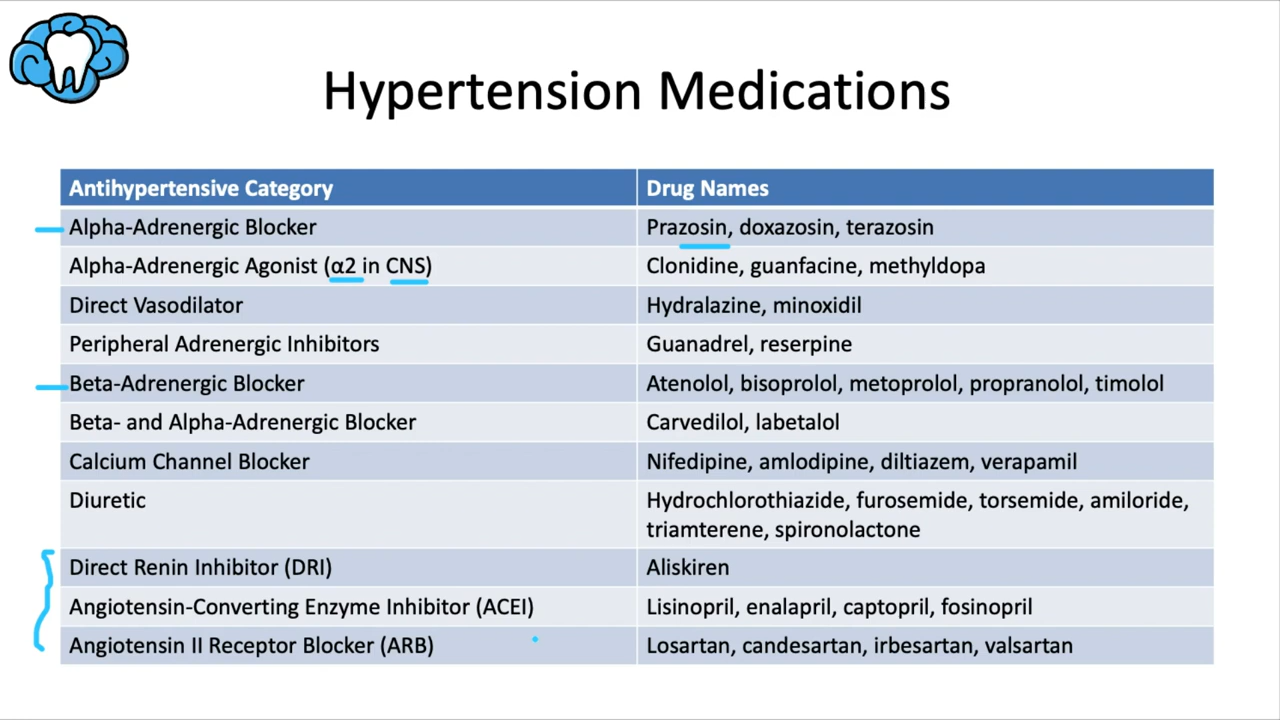 Hypertension Medications
Antihypertensive Category Drug Names
Alpha-Adrenergic Blocker Prazosin, doxazosin, terazosin
Alpha-Adrenergic Agonist (α2 in CNS) Clonidine, guanfacine, methyldopa
Direct Vasodilator Hydralazine, minoxidil
Peripheral Adrenergic Inhibitors Guanadrel, reserpine
Beta-Adrenergic Blocker Atenolol, bisoprolol, metoprolol, propranolol, timolol
Beta- and Alpha-Adrenergic Blocker Carvedilol, labetalol
Calcium Channel Blocker Nifedipine, amlodipine, diltiazem, verapamil
Diuretic Hydrochlorothiazide, furosemide, torsemide, amiloride,
triamterene, spironolactone
Direct Renin Inhibitor (DRI) Aliskiren
Angiotensin-Converting Enzyme Inhibitor (ACEI) Lisinopril, enalapril, captopril, fosinopril
Angiotensin II Receptor Blocker (ARB) Losartan, candesartan, irbesartan, valsartan